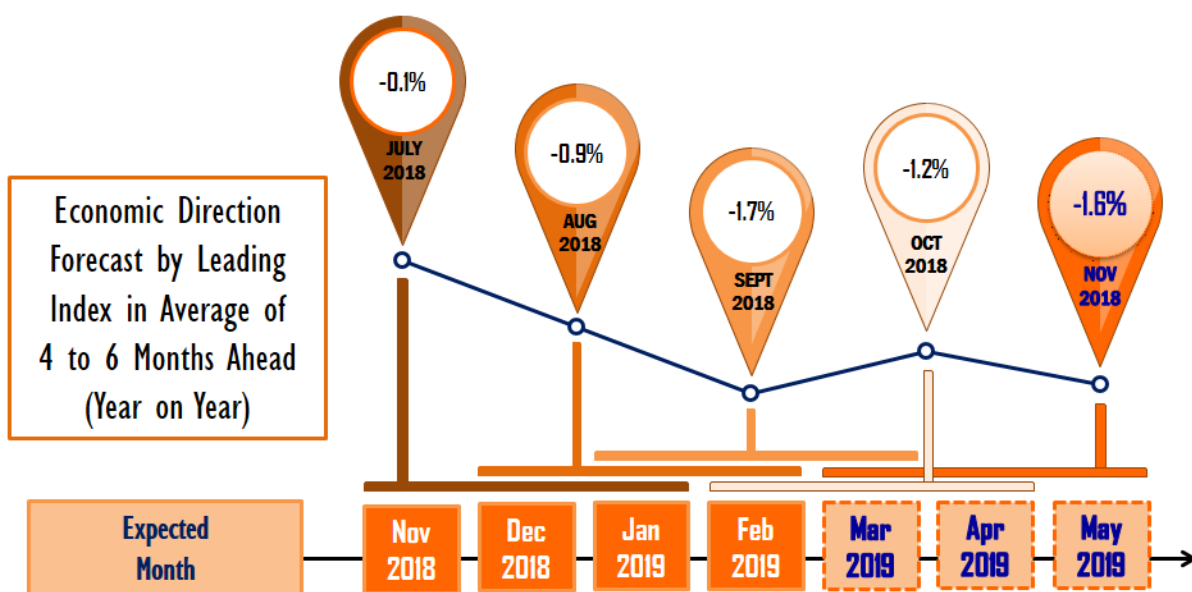 -0.1%
JULY
2018
-0.9%
AUG
2018
-1.7%
SEPT
2018
-1.2%
OCT
2018
-1.6%
NOV
2018
Economic Direction
Forecast by Leading
Index in Average of
4 to 6 Months Ahead
(Year on Year)
Expected
Month
Nov
2018
Dec
2018
Jan
2019
Feb
2019
Mar
2019
Apr
2019
May
2019